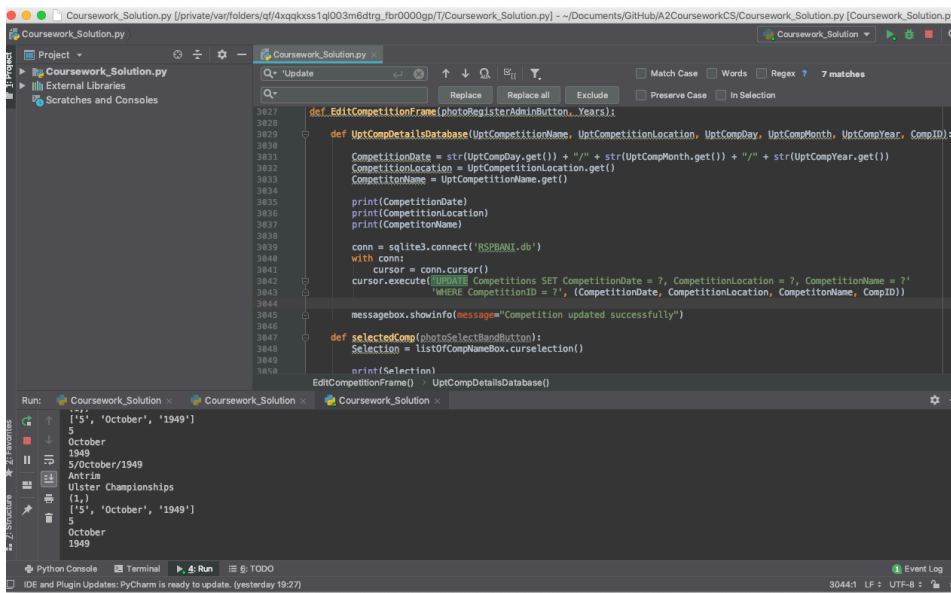 Coursework_Solution.py [/private/var/folders/qf/4xqqkxss1ql003m6dtrg_fbr0000gp/T/Coursework_Solution.py] - ~/Documents/GitHub/A2CourseworkCS/Coursework_Solution.py [Coursework_Solution.p
Coursework_Solution.py
Coursework_Solution
1: Project
Project
Coursework_Solution.py
Coursework_Solution.py
External Libraries
Scratches and Consoles
'Update
Match Case Words Regex ? 7 matches
Replace Replace all Exclude Preserve Case In Selection
3027 def EditCompetitionFrame(photoRegisterAdminButton, Years):
3028
3029 def UptCompDetailsDatabase(UptCompetitionName, UptCompetitionLocation, UptCompDay, UptCompMonth, UptCompYear, CompID):
3030
3031 CompetitionDate = str(UptCompDay.get()) + "/" + str(UptCompMonth.get()) + "/" + str(UptCompYear.get())
3032 CompetitionLocation = UptCompetitionLocation.get()
3033 CompetitonName = UptCompetitionName.get()
3034
3035 print(CompetitionDate)
3036 print(CompetitionLocation)
3037 print(CompetitonName)
3038
3039 conn = sqlite3.connect('RSPBANI.db')
3040 with conn:
3041 cursor = conn.cursor()
3042 cursor.execute('UPDATE Competitions SET CompetitionDate = ?, CompetitionLocation = ?, CompetitionName = ?'
3043 'WHERE CompetitionID = ?', (CompetitionDate, CompetitionLocation, CompetitonName, CompID))
3044
3045 messagebox.showinfo(message="Competition updated successfully")
3046
3047 def selectedComp(photoSelectBandButton):
3048 Selection = listOfCompNameBox.curselection()
3049
3050 print(Selection)
EditCompetitionFrame() › UptCompDetailsDatabase()
Run: Coursework_Solution Coursework_Solution Coursework_Solution
(1,)
['5', 'October', '1949']
5
October
1949
5/October/1949
Antrim
Ulster Championships
(1,)
['5', 'October', '1949']
5
October
1949
2: Favorites
Z: Structure
Python Console Terminal 4: Run 6: TODO
1 Event Log
IDE and Plugin Updates: PyCharm is ready to update. (yesterday 19:27)
3044:1 LF UTF-8